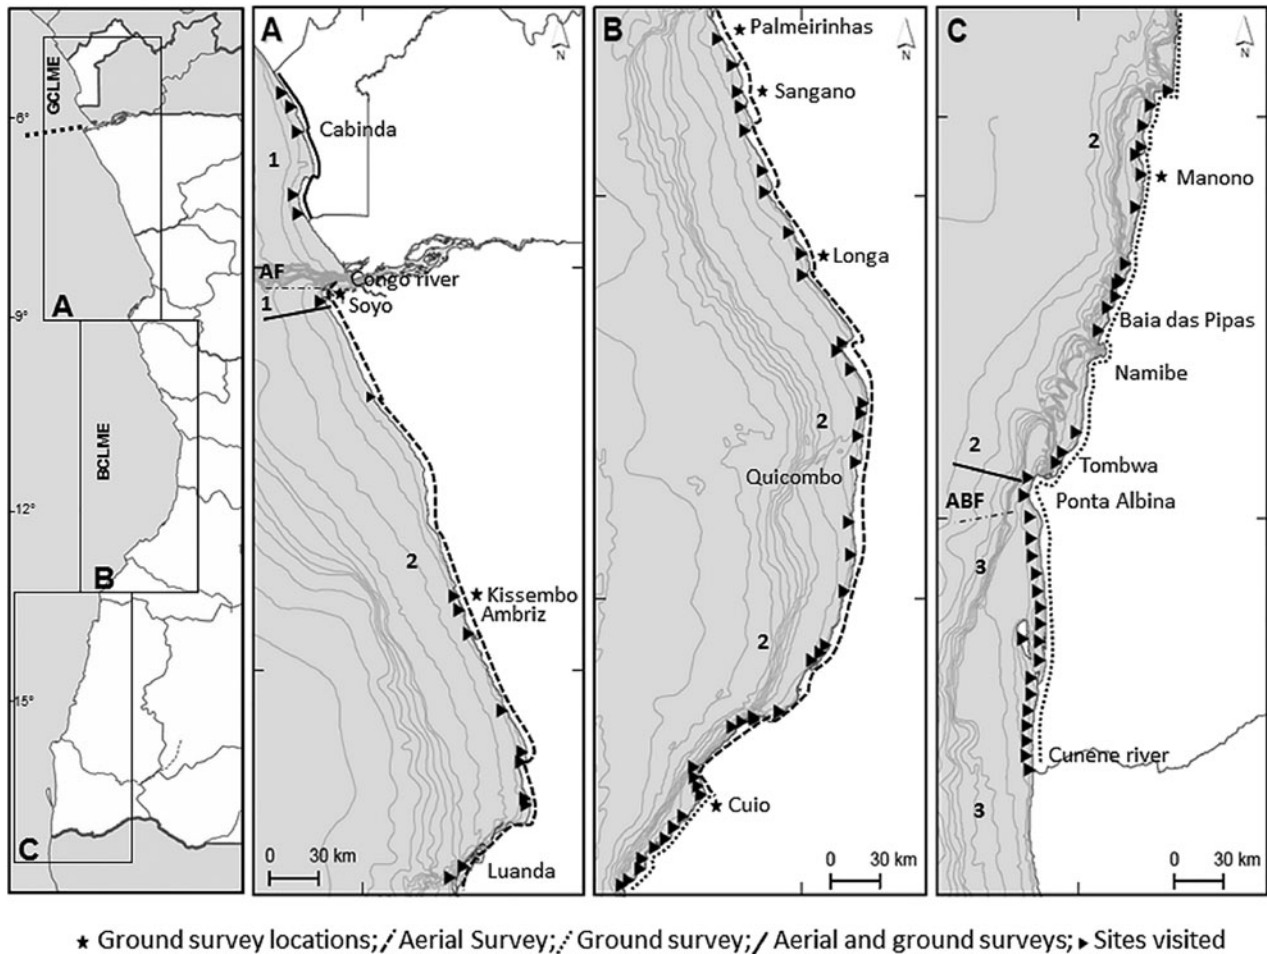 GCLME
6°
A
9°
BCLME
12°
B
15°
C
A
N
Cabinda
1
AF
Congo river
1
Soyo
2
Kissembo
Ambriz
0 30 km
Luanda
B
N
Palmeirinhas
Sangano
Longa
2
Quicombo
2
Cuio
0 30 km
C
N
2
Manono
Baia das Pipas
Namibe
2
Tombwa
ABF
Ponta Albina
3
Cunene river
3
0 30 km
Ground survey locations; Aerial Survey; Ground survey; Aerial and ground surveys; Sites visited